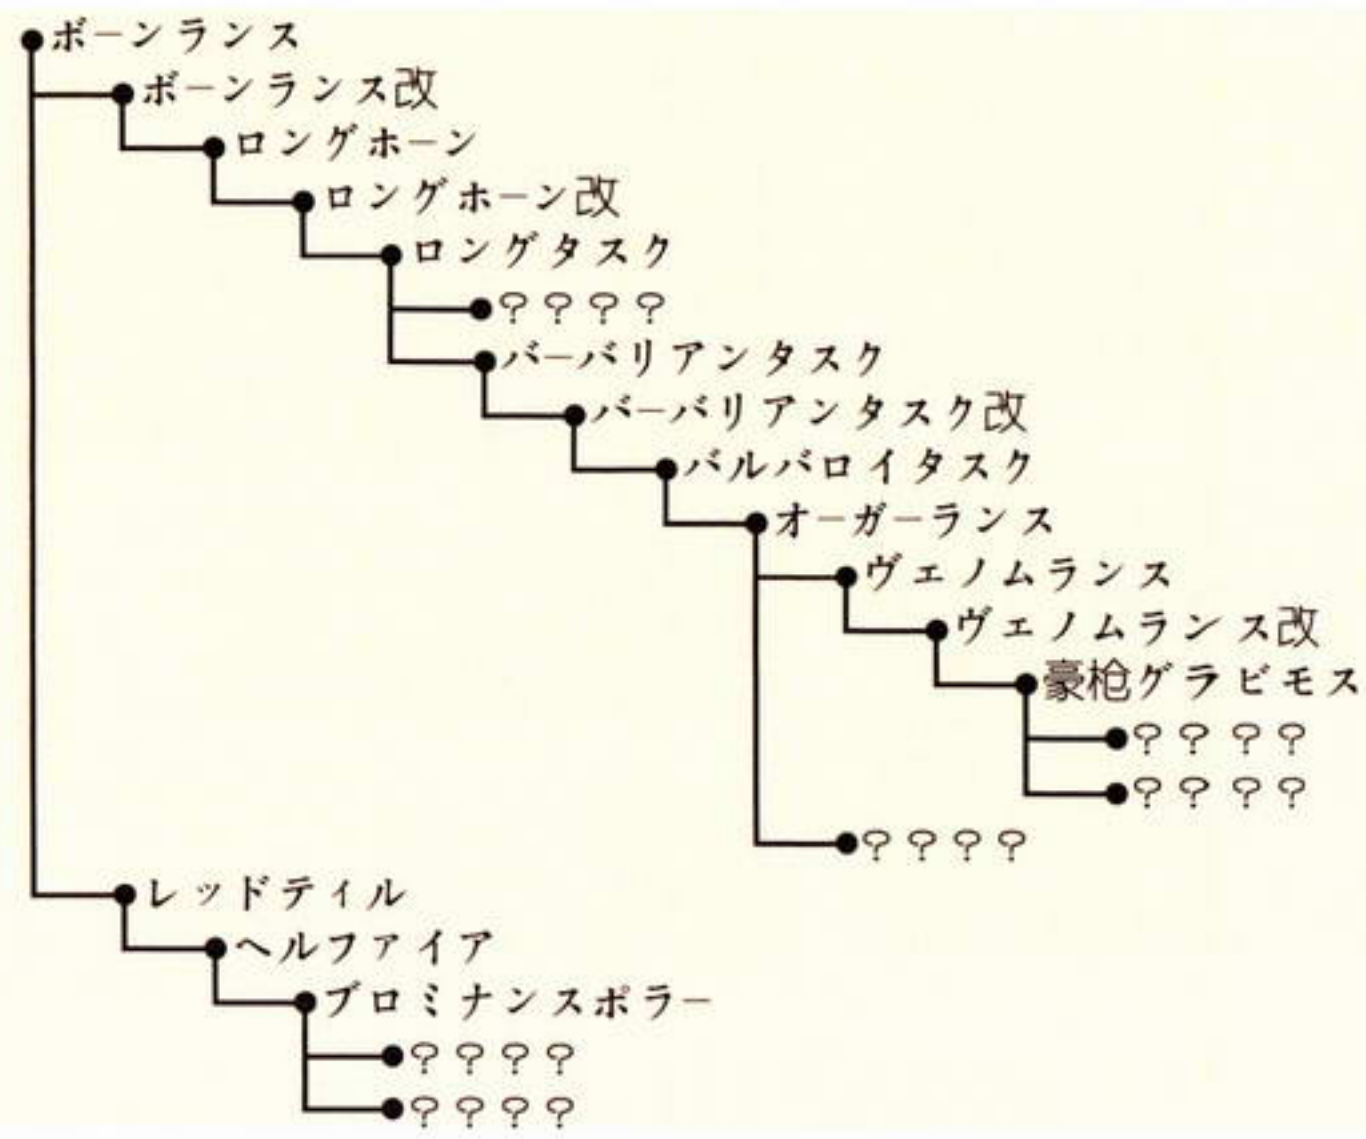 ボーンランス
ボーンランス改
ロングホーン
ロングホーン改
ロングタスク
????
バーバリアンタスク
バーバリアンタスク改
バルバロイタスク
オーガーランス
ヴェノムランス
ヴェノムランス改
豪槍グラビモス
????
????
????
レッドテイル
ヘルファイア
プロミナンスポラー
????
????